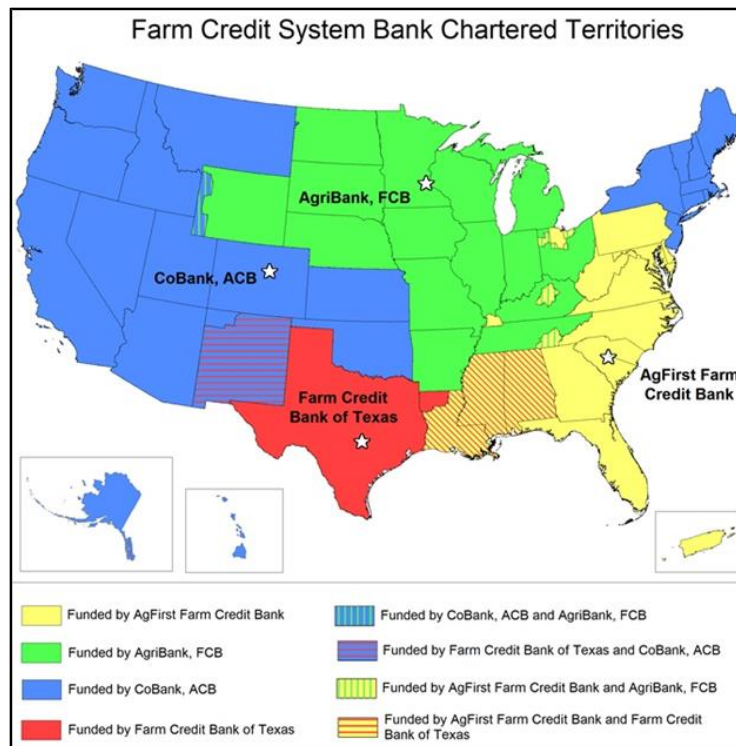 Farm Credit System Bank Chartered Territories
AgriBank, FCB
CoBank, ACB
AgFirst Farm
Credit Bank
Farm Credit
Bank of Texas
Funded by AgFirst Farm Credit Bank
Funded by AgriBank, FCB
Funded by CoBank, ACB
Funded by Farm Credit Bank of Texas
Funded by CoBank, ACB and AgriBank, FCB
Funded by Farm Credit Bank of Texas and CoBank, ACB
Funded by AgFirst Farm Credit Bank and AgriBank, FCB
Funded by AgFirst Farm Credit Bank and Farm Credit
Bank of Texas